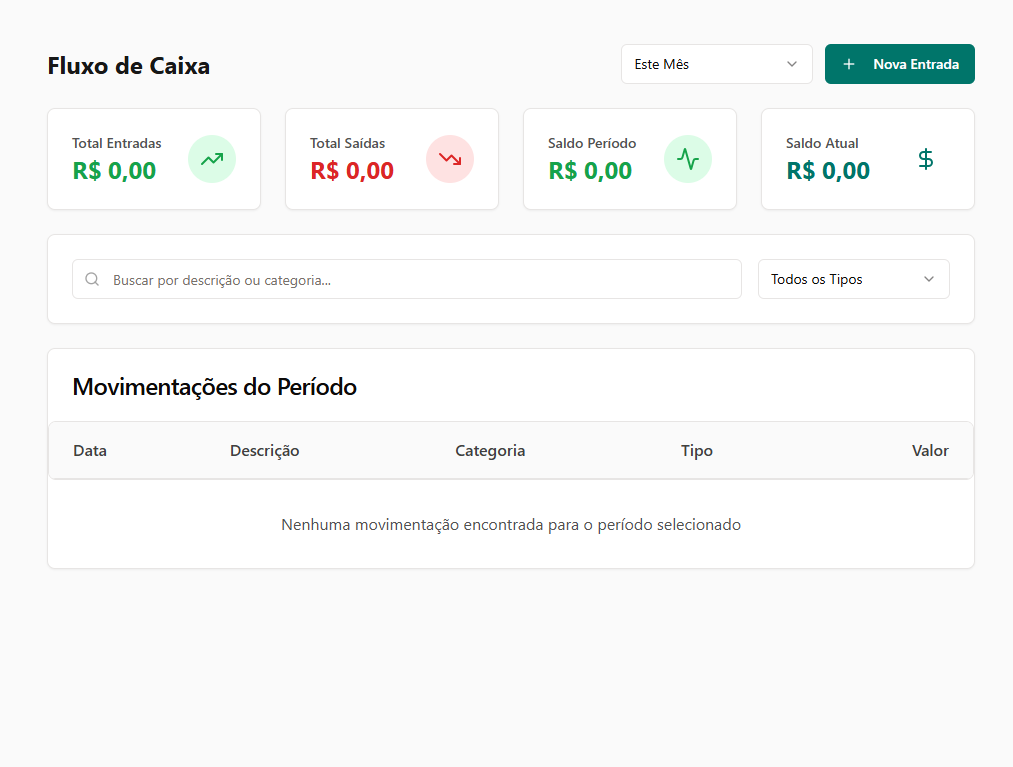 Fluxo de Caixa
Este Mês
Nova Entrada
Total Entradas
R$ 0,00
Total Saídas
R$ 0,00
Saldo Período
R$ 0,00
Saldo Atual
R$ 0,00
Buscar por descrição ou categoria...
Todos os Tipos
Movimentações do Período
Data Descrição Categoria Tipo Valor
Nenhuma movimentação encontrada para o período selecionado